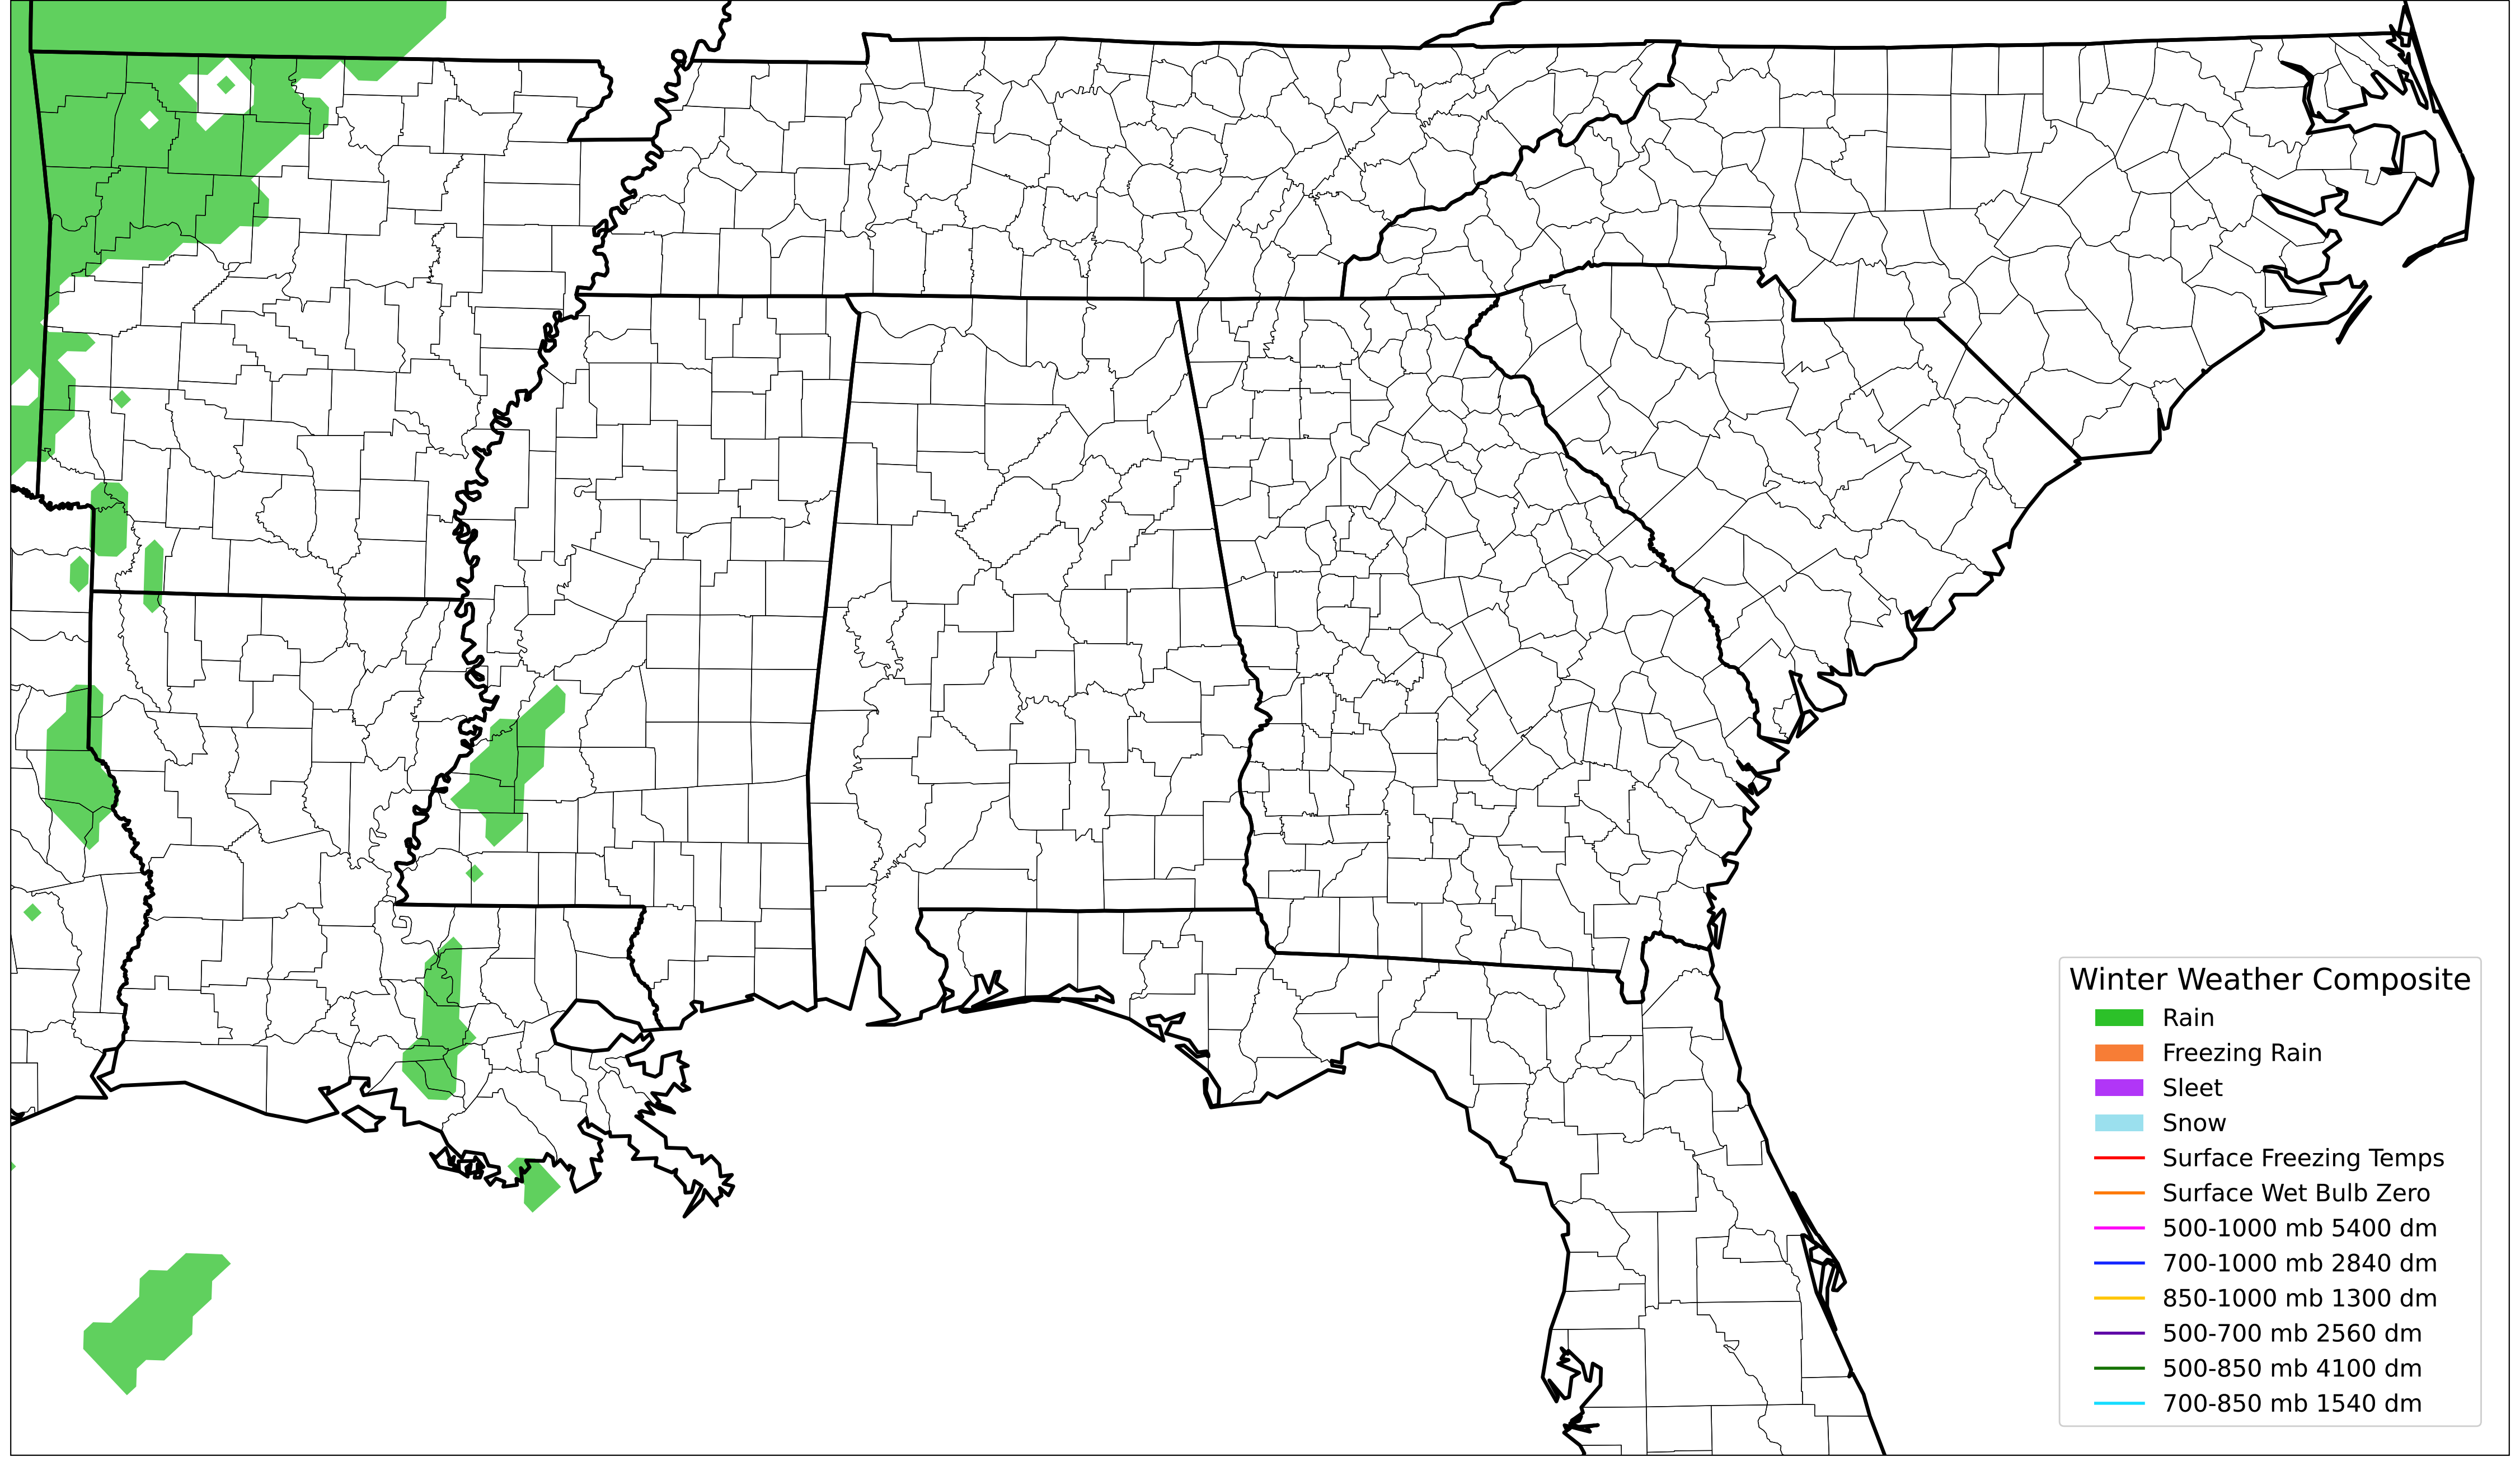 Winter Weather Composite
Rain
Freezing Rain
Sleet
Snow
Surface Freezing Temps
Surface Wet Bulb Zero
500-1000 mb 5400 dm
700-1000 mb 2840 dm
850-1000 mb 1300 dm
500-700 mb 2560 dm
500-850 mb 4100 dm
700-850 mb 1540 dm